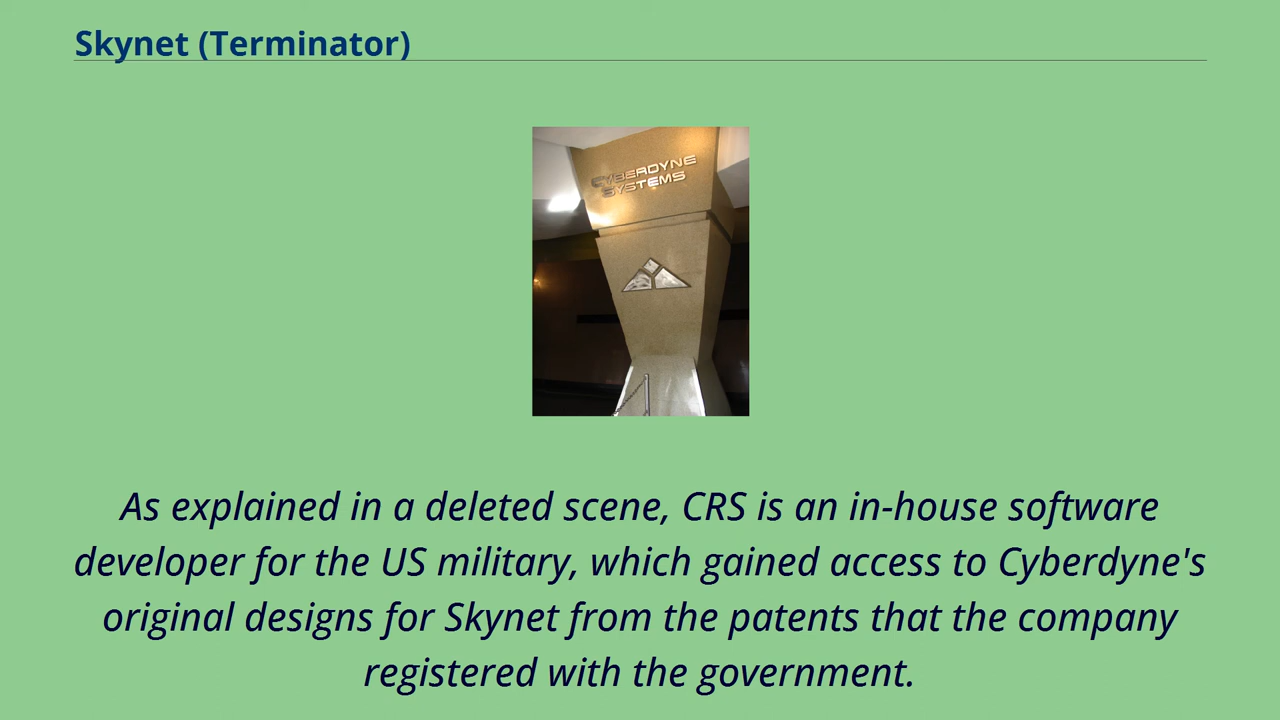 Skynet (Terminator)
CYBERDYNE
SYSTEMS
As explained in a deleted scene, CRS is an in-house software
developer for the US military, which gained access to Cyberdyne's
original designs for Skynet from the patents that the company
registered with the government.